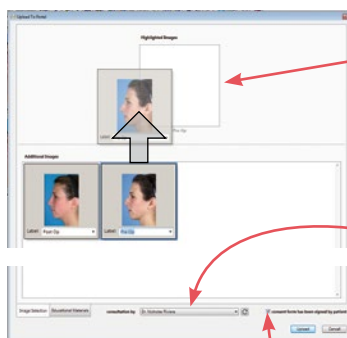 Upload To Portal
Highlighted Images
Label:
Pre Op
Additional Images
Label: Post Op
Label: Pre Op
Image Selection
Educational Materials
consultation by
Dr. Nicholas
consent form has been signed by patient
Upload
Cancel